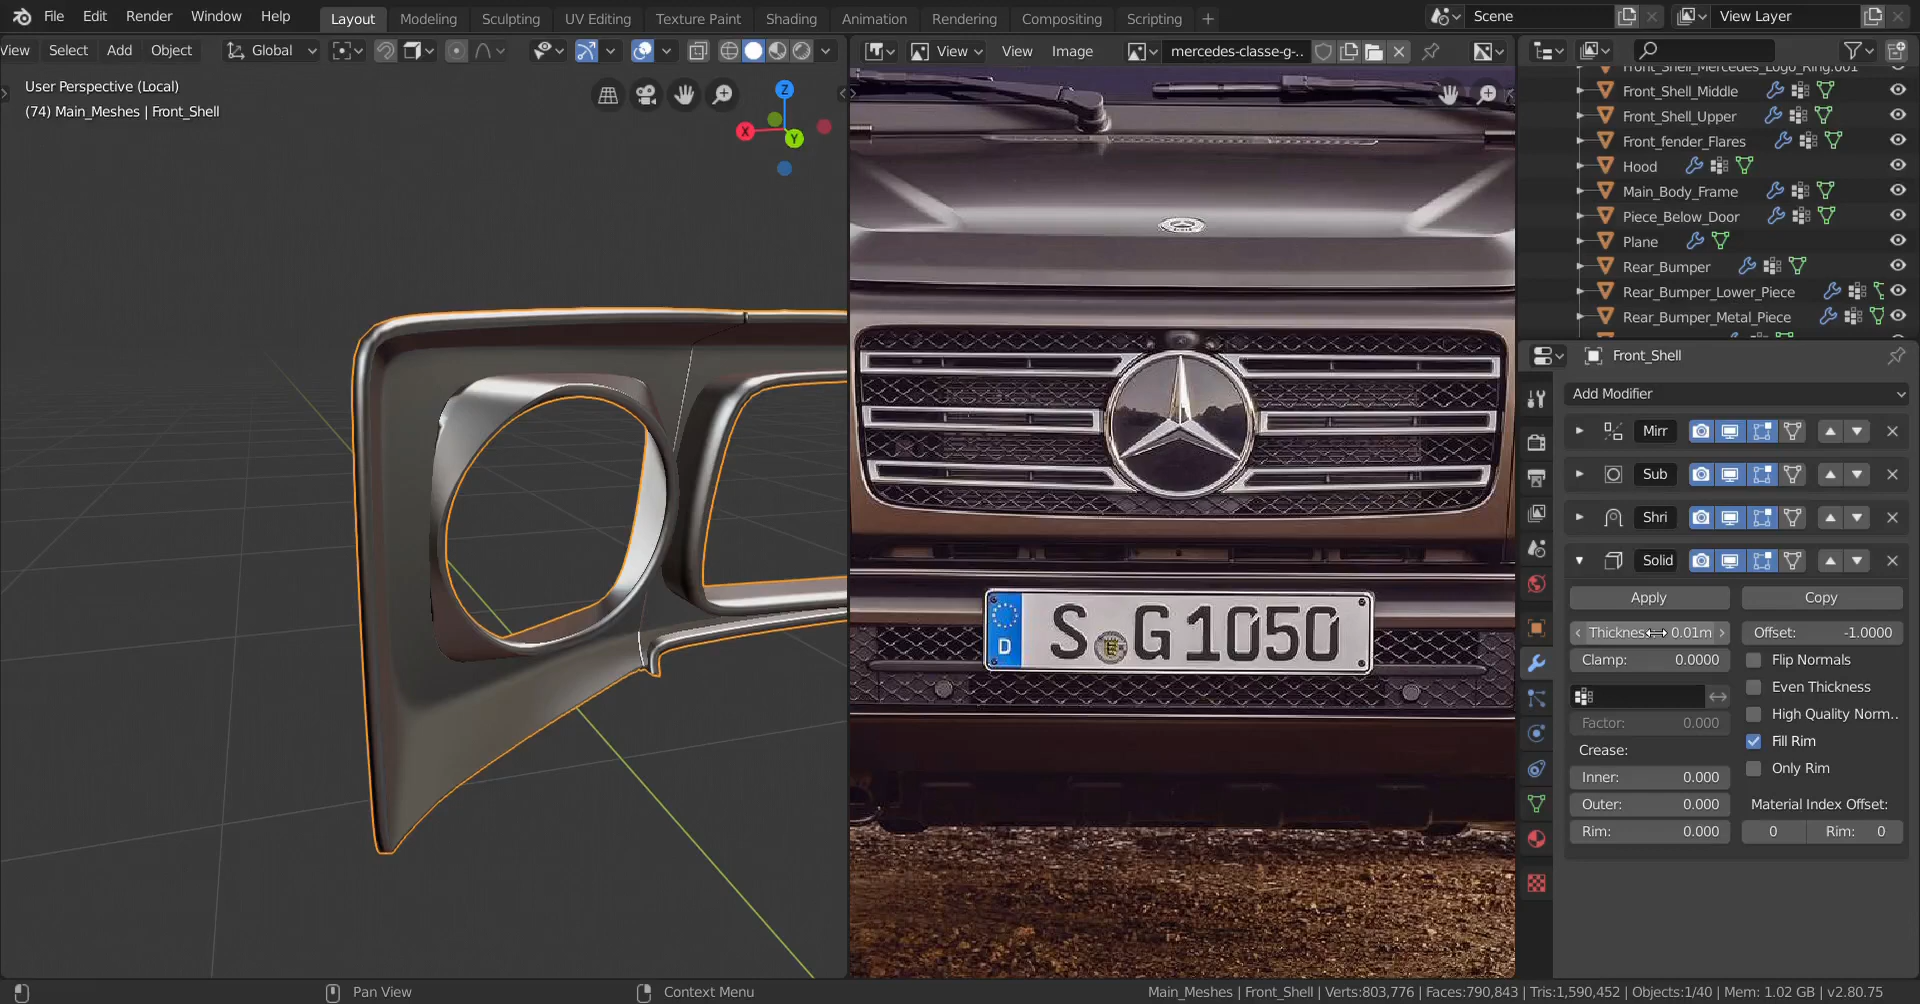 File Edit Render Window Help Layout Modeling Sculpting UV Editing Texture Paint Shading Animation Rendering Compositing Scripting Scene View Layer
View Select Add Object Global View View Image mercedes-classe-g-..
User Perspective (Local)
(74) Main_Meshes | Front_Shell
Z
X
Y
Front_Shell_Mercedes_Logo_Ring.001
Front_Shell_Middle
Front_Shell_Upper
Front_fender_Flares
Hood
Main_Body_Frame
Piece_Below_Door
Plane
Rear_Bumper
Rear_Bumper_Lower_Piece
Rear_Bumper_Metal_Piece
Front_Shell
Add Modifier
Mirr
Sub
Shri
Solid
Apply Copy
Thicknes 0.01m Offset: -1.0000
Clamp: 0.0000 Flip Normals
Even Thickness
High Quality Norm..
Factor: 0.000
Fill Rim
Crease:
Only Rim
Inner: 0.000
Outer: 0.000 Material Index Offset:
Rim: 0.000 0 Rim: 0
D S G 1050
Pan View Context Menu Main_Meshes | Front_Shell | Verts:803,776 | Faces:790,843 | Tris:1,590,452 | Objects:1/40 | Mem: 1.02 GB | v2.80.75